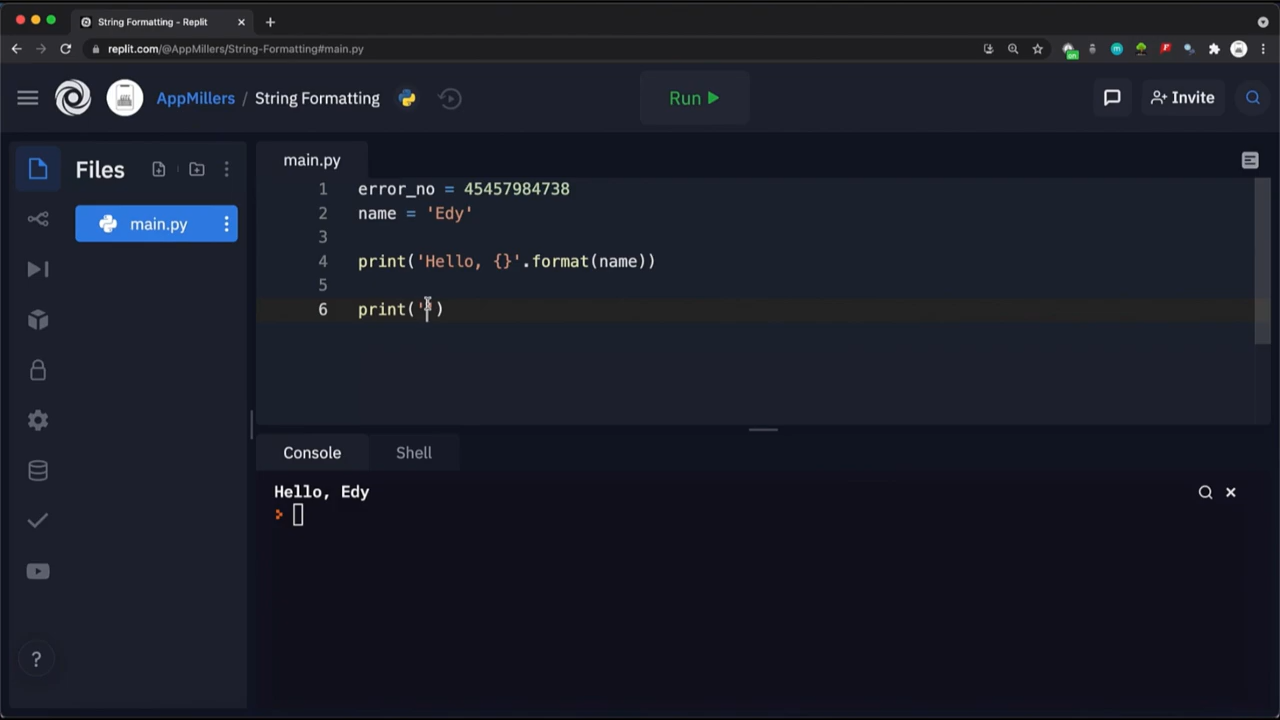 String Formatting - Replit
replit.com/@AppMillers/String-Formatting#main.py
on
AppMillers / String Formatting
Run
Invite
Files
main.py
main.py
1 error_no = 45457984738
2 name = 'Edy'
3
4 print('Hello, {}'.format(name))
5
6 print('')
Console
Shell
Hello, Edy
>
?